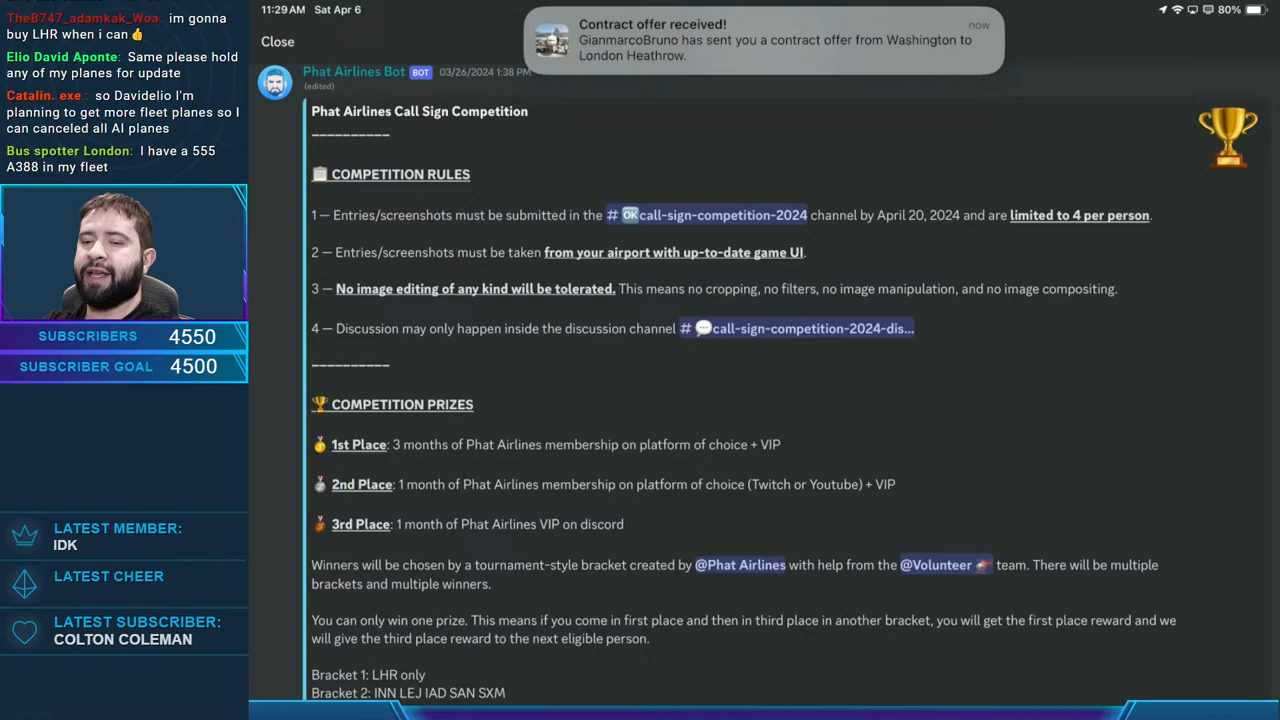 TheB747_adamkak_Woa. im gonna
buy LHR when i can👍
Elio David Aponte: Same please hold
any of my planes for update
Catalin. exe : so Davidelio I'm
planning to get more fleet planes so I
can canceled all AI planes
Bus spotter London: I have a 555
A388 in my fleet
SUBSCRIBERS 4550
SUBSCRIBER GOAL 4500
LATEST MEMBER:
IDK
LATEST CHEER
LATEST SUBSCRIBER:
COLTON COLEMAN
11:29 AM Sat Apr 6
80%
Contract offer received!
now
GianmarcoBruno has sent you a contract offer from Washington to
London Heathrow.
Close
Phat Airlines Bot BOT 03/26/2024 1:38 PM
(edited)
Phat Airlines Call Sign Competition
——————————
📋 COMPETITION RULES
1 — Entries/screenshots must be submitted in the # 🆗call-sign-competition-2024 channel by April 20, 2024 and are limited to 4 per person.
2 — Entries/screenshots must be taken from your airport with up-to-date game UI.
3 — No image editing of any kind will be tolerated. This means no cropping, no filters, no image manipulation, and no image compositing.
4 — Discussion may only happen inside the discussion channel # 💬call-sign-competition-2024-dis...
——————————
🏆 COMPETITION PRIZES
🥇 1st Place: 3 months of Phat Airlines membership on platform of choice + VIP
🥈 2nd Place: 1 month of Phat Airlines membership on platform of choice (Twitch or Youtube) + VIP
🥉 3rd Place: 1 month of Phat Airlines VIP on discord
Winners will be chosen by a tournament-style bracket created by @Phat Airlines with help from the @Volunteer team. There will be multiple
brackets and multiple winners.
You can only win one prize. This means if you come in first place and then in third place in another bracket, you will get the first place reward and we
will give the third place reward to the next eligible person.
Bracket 1: LHR only
Bracket 2: INN LEJ IAD SAN SXM